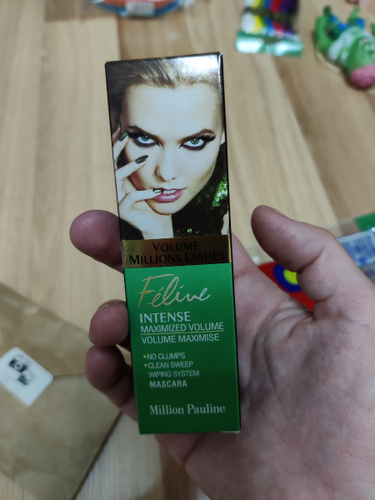 VOLUME
MILLIONS LASHES
Féline
INTENSE
MAXIMIZED VOLUME
VOLUME MAXIMISE
•NO CLUMPS
•CLEAN SWEEP
WIPING SYSTEM
MASCARA
Million Pauline